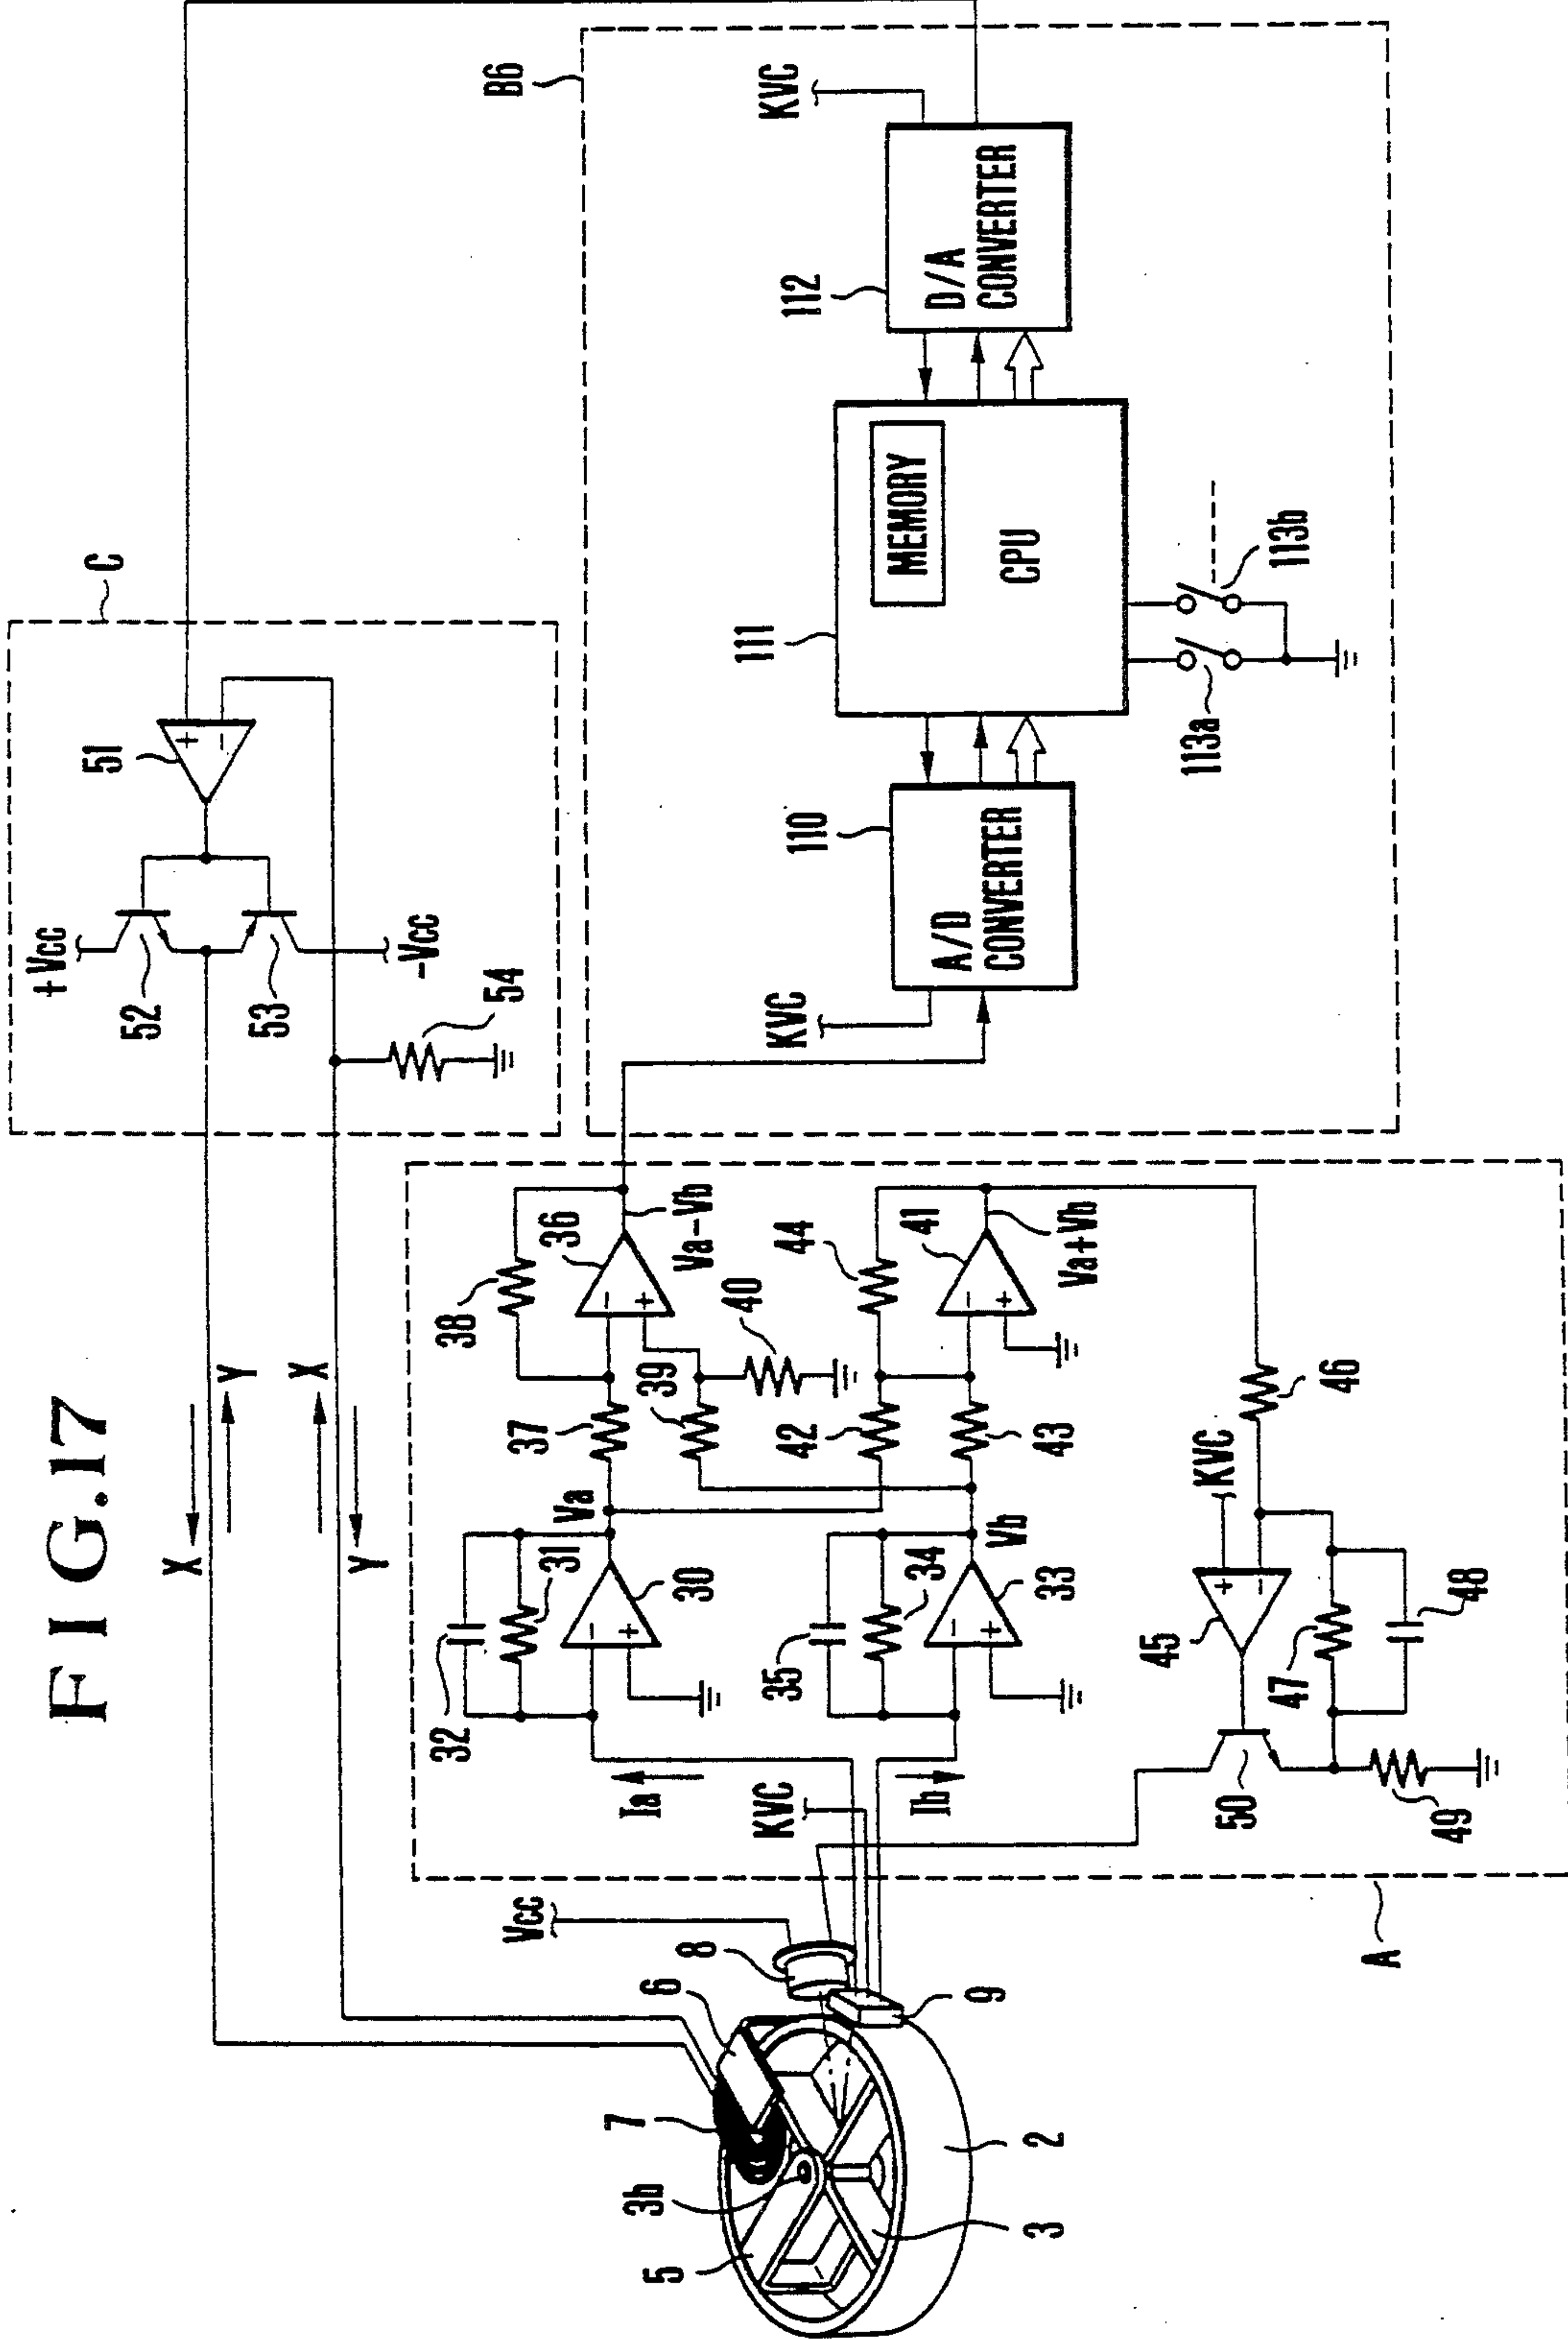 FIG.17
X
Y
X
Y
C
+Vcc
52
53
-Vcc
54
51
B6
KVC
A/D CONVERTER
110
111
MEMORY
CPU
113a
113b
112
D/A CONVERTER
KVC
A
Vcc
KVC
Ia
Ib
32
31
30
Va
37
38
36
Va-Vb
39
40
35
34
33
Vb
42
43
44
41
Va+Vb
45
KVC
46
47
48
49
50
2
3
3b
5
6
7
8
9